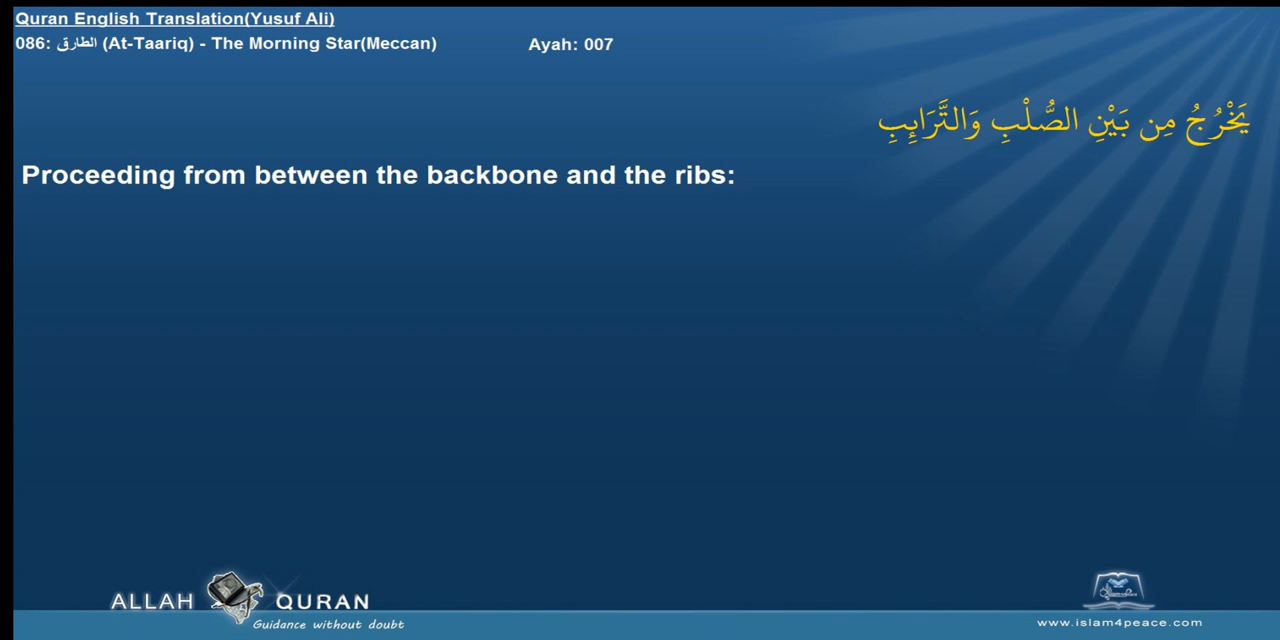 Quran English Translation(Yusuf Ali)
086: الطارق (At-Taariq) - The Morning Star(Meccan) Ayah: 007
يَخْرُجُ مِن بَيْنِ الصُّلْبِ وَالتَّرَائِبِ
Proceeding from between the backbone and the ribs:
ALLAH QURAN
Guidance without doubt
www.islam4peace.com